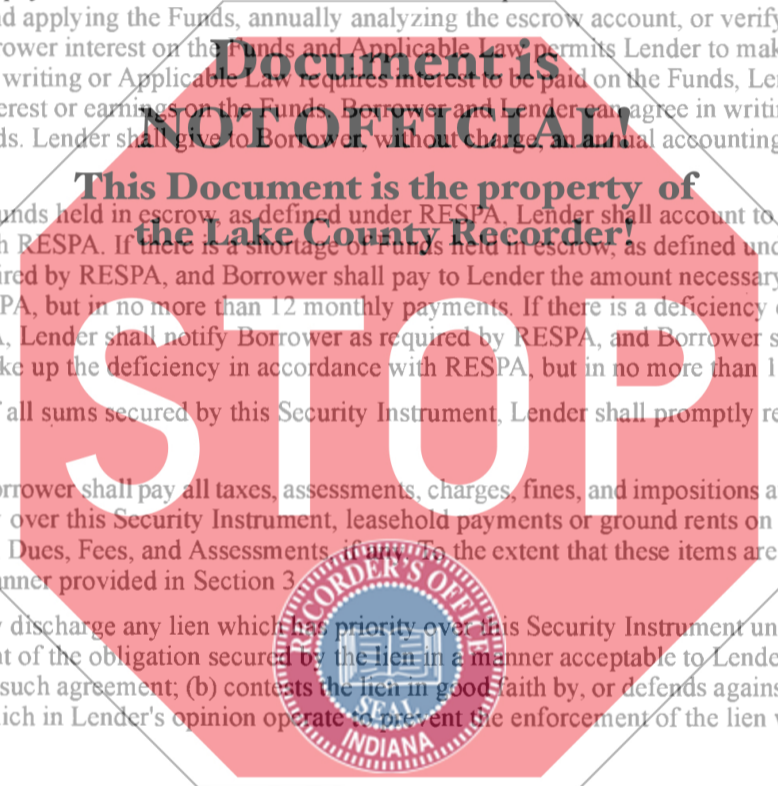 d applying the Funds, annually analyzing the escrow account, or verify
rower interest on the Funds and Applicable Law permits Lender to mak
Document is
writing or Applicable Law requires interest to be paid on the Funds, Le
erest or earnings on the Funds. Borrower and Lender can agree in writi
NOT OFFICIAL!
ds. Lender shall give to Borrower, without charge, an annual accounting
This Document is the property of
unds held in escrow, as defined under RESPA, Lender shall account to
the Lake County Recorder!
h RESPA. If there is a shortage of Funds held in escrow, as defined und
ired by RESPA, and Borrower shall pay to Lender the amount necessary
PA, but in no more than 12 monthly payments. If there is a deficiency
, Lender shall notify Borrower as required by RESPA, and Borrower s
ke up the deficiency in accordance with RESPA, but in no more than 1
STOP
all sums secured by this Security Instrument, Lender shall promptly re
orrower shall pay all taxes, assessments, charges, fines, and impositions a
over this Security Instrument, leasehold payments or ground rents on
Dues, Fees, and Assessments, if any. To the extent that these items are
nner provided in Section 3
RECORDER'S OFFICE
discharge any lien which has priority over this Security Instrument un
t of the obligation secured by the lien in a manner acceptable to Lende
such agreement; (b) contests the lien in good faith by, or defends agains
SEAL
ich in Lender's opinion operate to prevent the enforcement of the lien
INDIANA